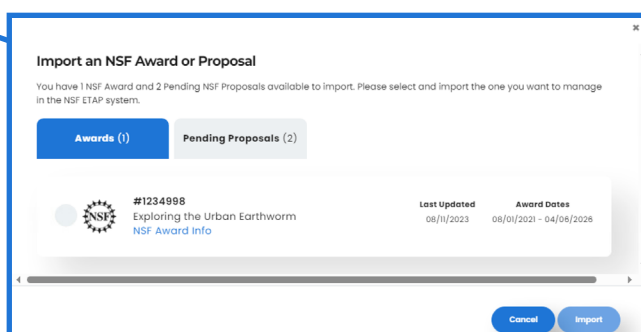 Import an NSF Award or Proposal
You have 1 NSF Award and 2 Pending NSF Proposals available to import. Please select and import the one you want to manage
in the NSF ETAP system.
Awards (1) Pending Proposals (2)
NSF
#1234998
Exploring the Urban Earthworm
NSF Award Info
Last Updated Award Dates
08/11/2023 08/01/2021 - 04/06/2026
Cancel Import